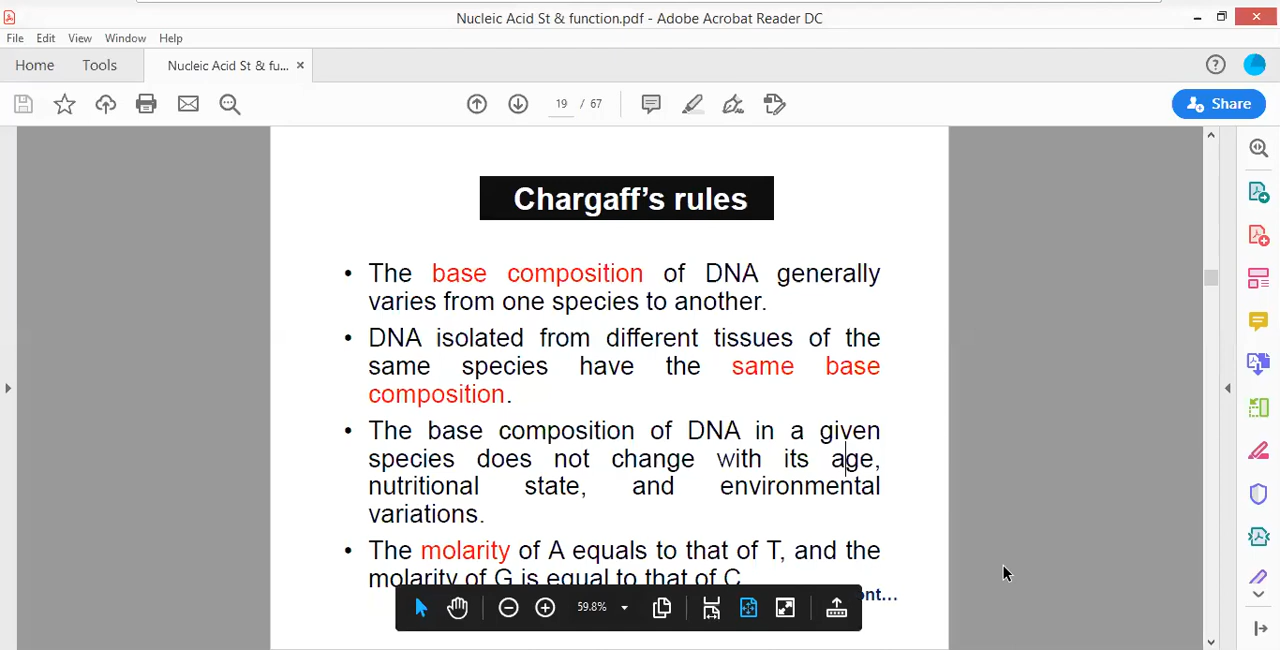 Nucleic Acid St & function.pdf - Adobe Acrobat Reader DC
File Edit View Window Help
Home Tools Nucleic Acid St & fu... ×
19 / 67
Share
Chargaff's rules
• The base composition of DNA generally
varies from one species to another.
• DNA isolated from different tissues of the
same species have the same base
composition.
• The base composition of DNA in a given
species does not change with its age,
nutritional state, and environmental
variations.
• The molarity of A equals to that of T, and the
molarity of G is equal to that of C
ont...
59.8%